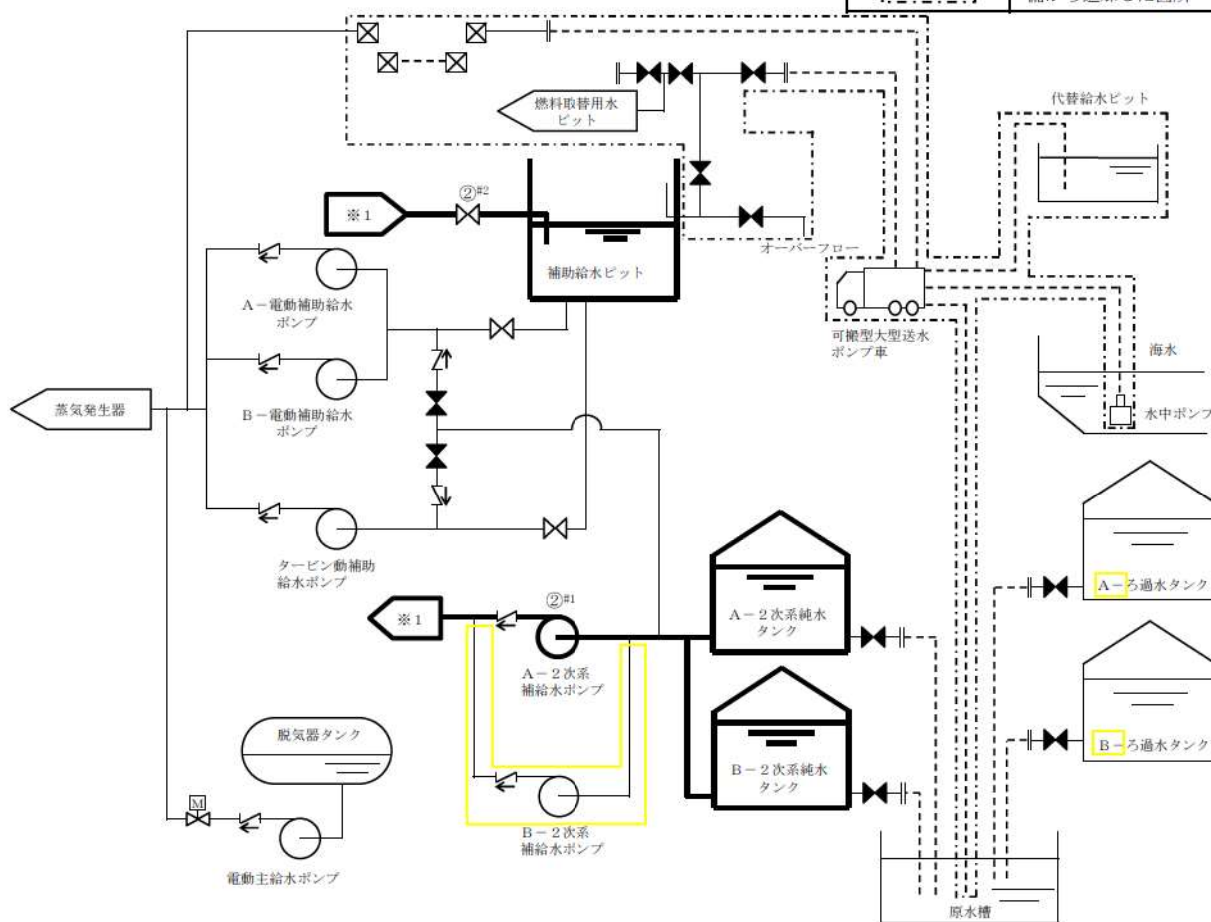 燃料取替用水
ピット
代替給水ピット
②#2
※1
オーバーフロー
補助給水ピット
A－電動補助給水
ポンプ
可搬型大型送水
ポンプ車
海水
蒸気発生器
B－電動補助給水
ポンプ
水中ポンプ
タービン動補助
給水ポンプ
A－ろ過水タンク
②#1
※1
A－2次系純水
タンク
A－2次系
補給水ポンプ
B－ろ過水タンク
脱気器タンク
B－2次系純水
タンク
M
B－2次系
補給水ポンプ
電動主給水ポンプ
原水槽